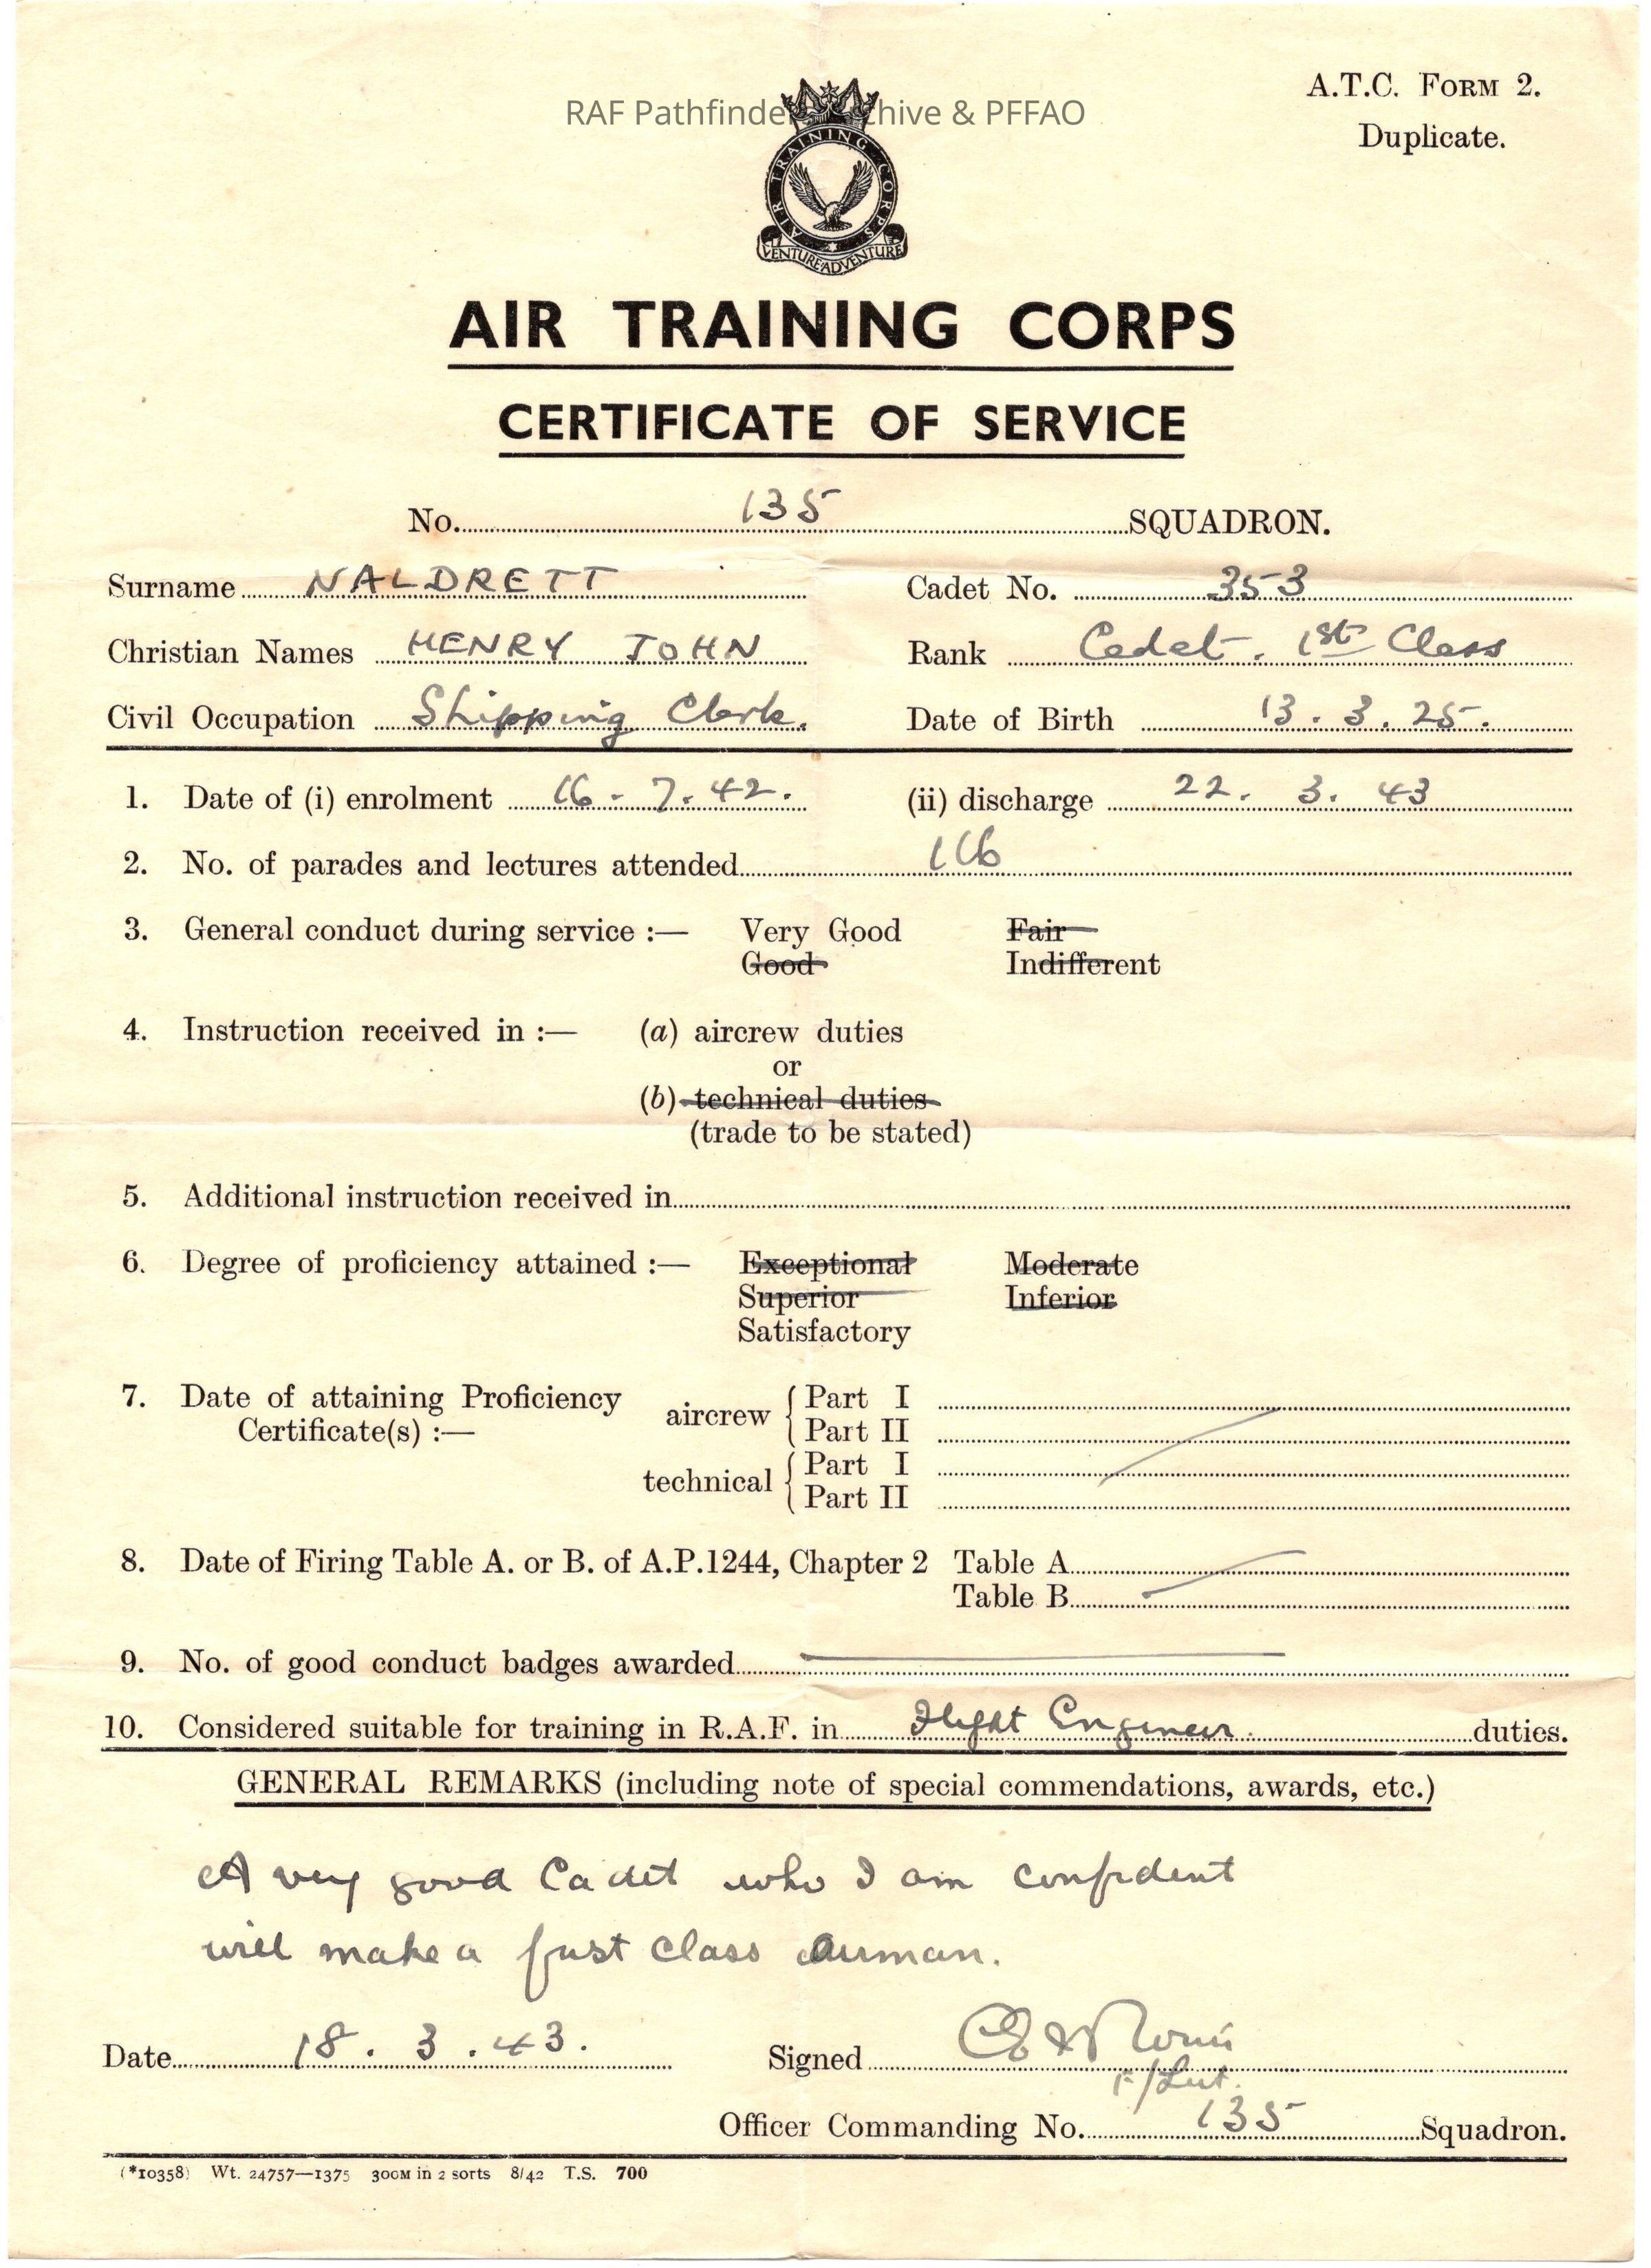 A.T.C. FORM 2.
Duplicate.
RAF Pathfinders Archive & PFFAO
AIR TRAINING CORPS
VENTURE ADVENTURE
AIR TRAINING CORPS
CERTIFICATE OF SERVICE
No. 135 SQUADRON.
Surname NALDRETT Cadet No. 353
Christian Names HENRY JOHN Rank Cadet. 1st Class
Civil Occupation Shipping Clerk. Date of Birth 13.3.25.
1. Date of (i) enrolment 16.7.42. (ii) discharge 22.3.43
2. No. of parades and lectures attended 116
3. General conduct during service :— Very Good Fair
Good Indifferent
4. Instruction received in :— (a) aircrew duties
or
(b) technical duties
(trade to be stated)
5. Additional instruction received in
6. Degree of proficiency attained :— Exceptional Moderate
Superior Inferior
Satisfactory
7. Date of attaining Proficiency Certificate(s) :— aircrew { Part I
Part II
technical { Part I
Part II
8. Date of Firing Table A. or B. of A.P.1244, Chapter 2 Table A
Table B
9. No. of good conduct badges awarded
10. Considered suitable for training in R.A.F. in Flight Engineer duties.
GENERAL REMARKS (including note of special commendations, awards, etc.)
A very good Cadet who I am confident
will make a first class airman.
Date 18.3.43. Signed
F/Lieut.
Officer Commanding No. 135 Squadron.
(*10358) Wt. 24757—1375 300M in 2 sorts 8/42 T.S. 700